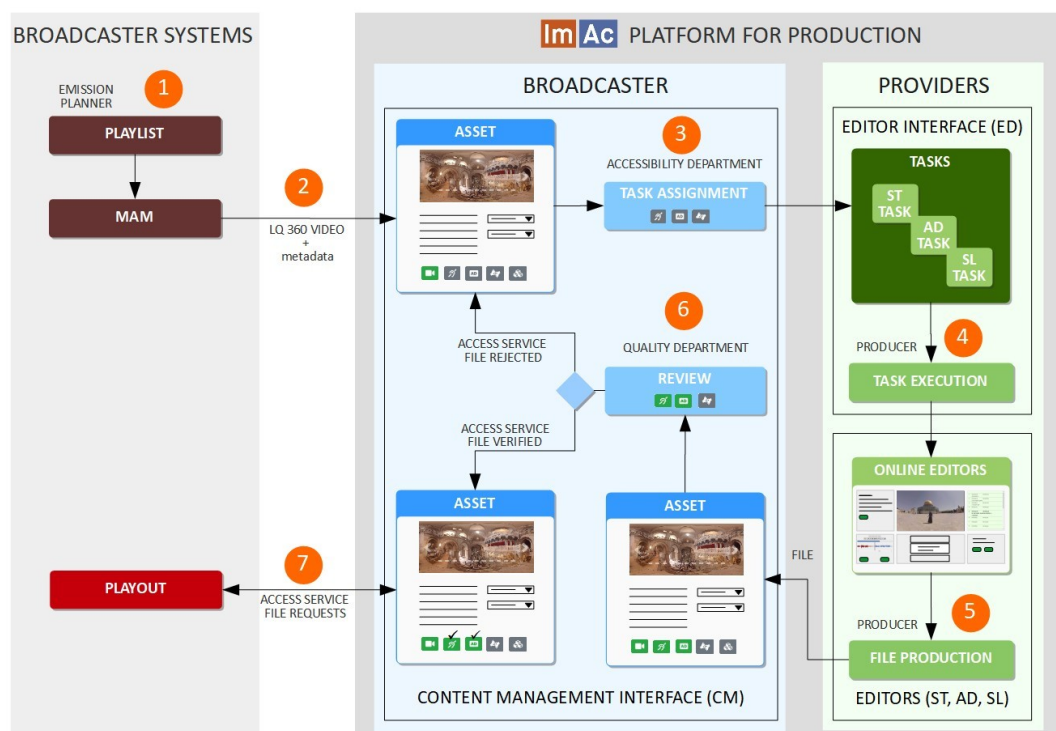 BROADCASTER SYSTEMS
Im Ac PLATFORM FOR PRODUCTION
BROADCASTER
PROVIDERS
EMISSION
PLANNER
1
PLAYLIST
MAM
2
LQ 360 VIDEO
+
metadata
ASSET
3
ACCESSIBILITY DEPARTMENT
TASK ASSIGNMENT
EDITOR INTERFACE (ED)
TASKS
ST
TASK
AD
TASK
SL
TASK
PRODUCER
4
TASK EXECUTION
ACCESS SERVICE
FILE REJECTED
6
QUALITY DEPARTMENT
REVIEW
ACCESS SERVICE
FILE VERIFIED
ONLINE EDITORS
ASSET
ASSET
FILE
PLAYOUT
7
ACCESS SERVICE
FILE REQUESTS
PRODUCER
5
FILE PRODUCTION
CONTENT MANAGEMENT INTERFACE (CM)
EDITORS (ST, AD, SL)